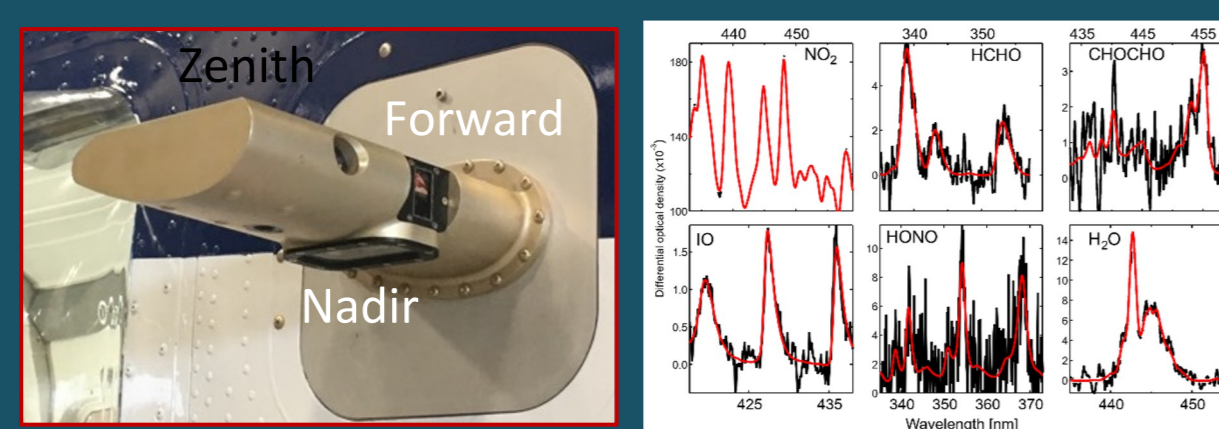 Zenith
Forward
Nadir
440 450
340 350
435 445 455
NO₂
HCHO
CHOCHO
180
140
100
4
2
0
3
2
1
0
Differential optical density (x10⁻³)
IO
HONO
H₂O
1.5
1.0
0.5
0.0
10
8
6
4
2
0
14
12
10
8
6
4
2
0
425 435
340 350 360 370
440 450
Wavelength [nm]